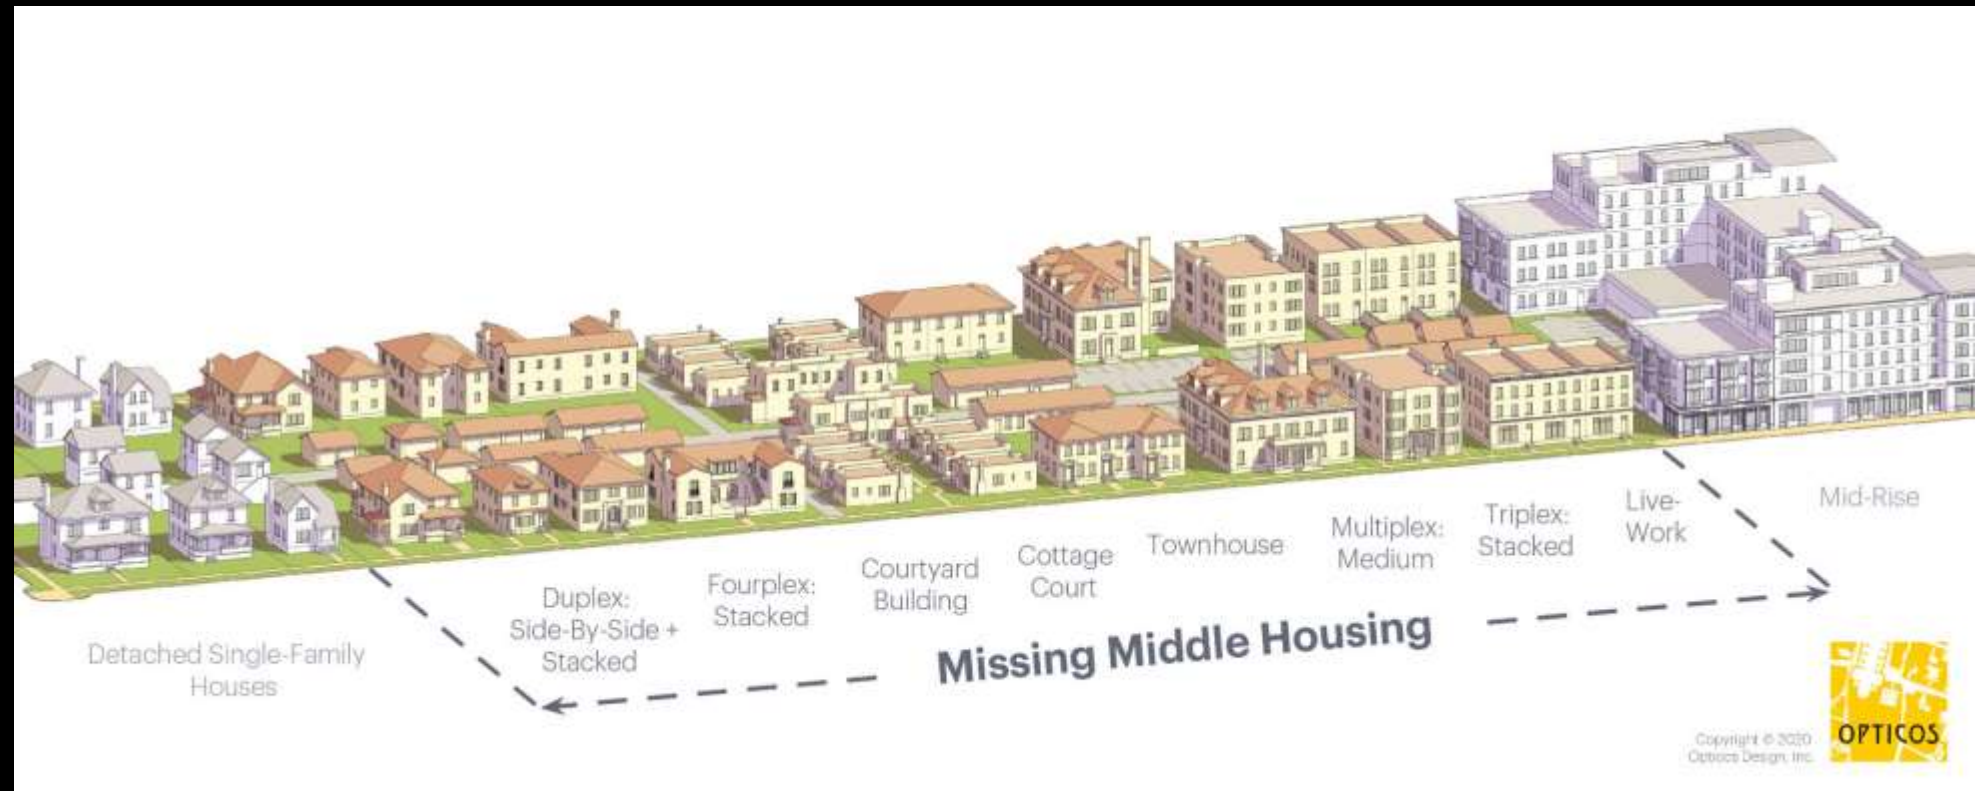 Detached Single-Family
Houses
Duplex:
Side-By-Side +
Stacked
Fourplex:
Stacked
Courtyard
Building
Cottage
Court
Townhouse
Multiplex:
Medium
Triplex:
Stacked
Live-
Work
Mid-Rise
Missing Middle Housing
Copyright © 2020
Opticos Design, Inc.
OPTICOS